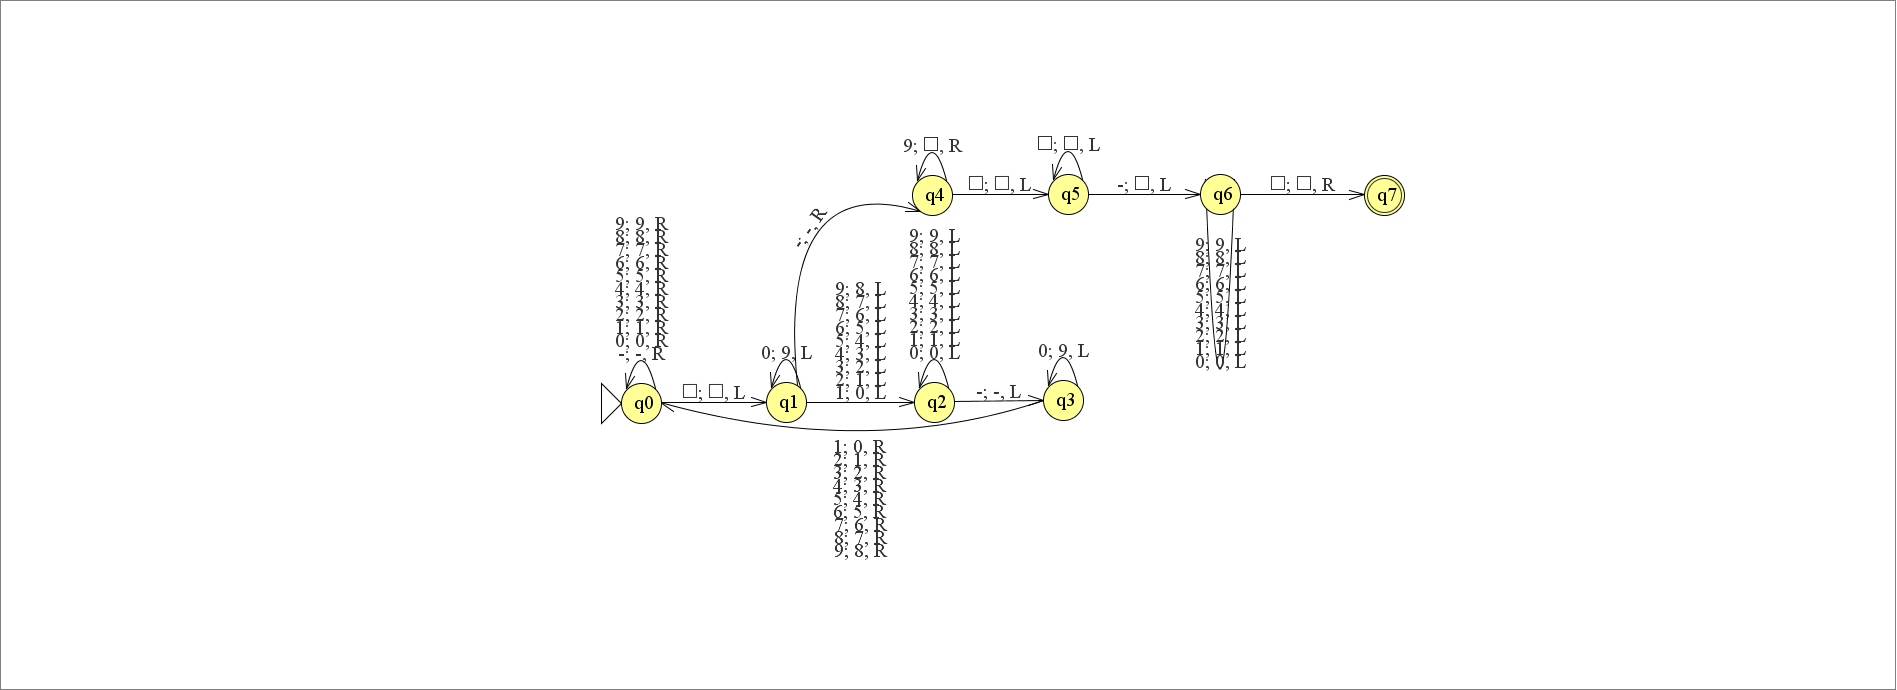 9; □, R
□; □, L
q4
□; □, L
q5
-; □, L
q6
□; □, R
q7
-; -, R
9; 9, R
8; 8, R
7; 7, R
6; 6, R
5; 5, R
4; 4, R
3; 3, R
2; 2, R
1; 1, R
0; 0, R
-; -, R
q0
□; □, L
0; 9, L
q1
9; 8, L
8; 7, L
7; 6, L
6; 5, L
5; 4, L
4; 3, L
3; 2, L
2; 1, L
1; 0, L
9; 9, L
8; 8, L
7; 7, L
6; 6, L
5; 5, L
4; 4, L
3; 3, L
2; 2, L
1; 1, L
0; 0, L
q2
-; -, L
0; 9, L
q3
9; 9, L
8; 8, L
7; 7, L
6; 6, L
5; 5, L
4; 4, L
3; 3, L
2; 2, L
1; 1, L
0; 0, L
1; 0, R
2; 1, R
3; 2, R
4; 3, R
5; 4, R
6; 5, R
7; 6, R
8; 7, R
9; 8, R